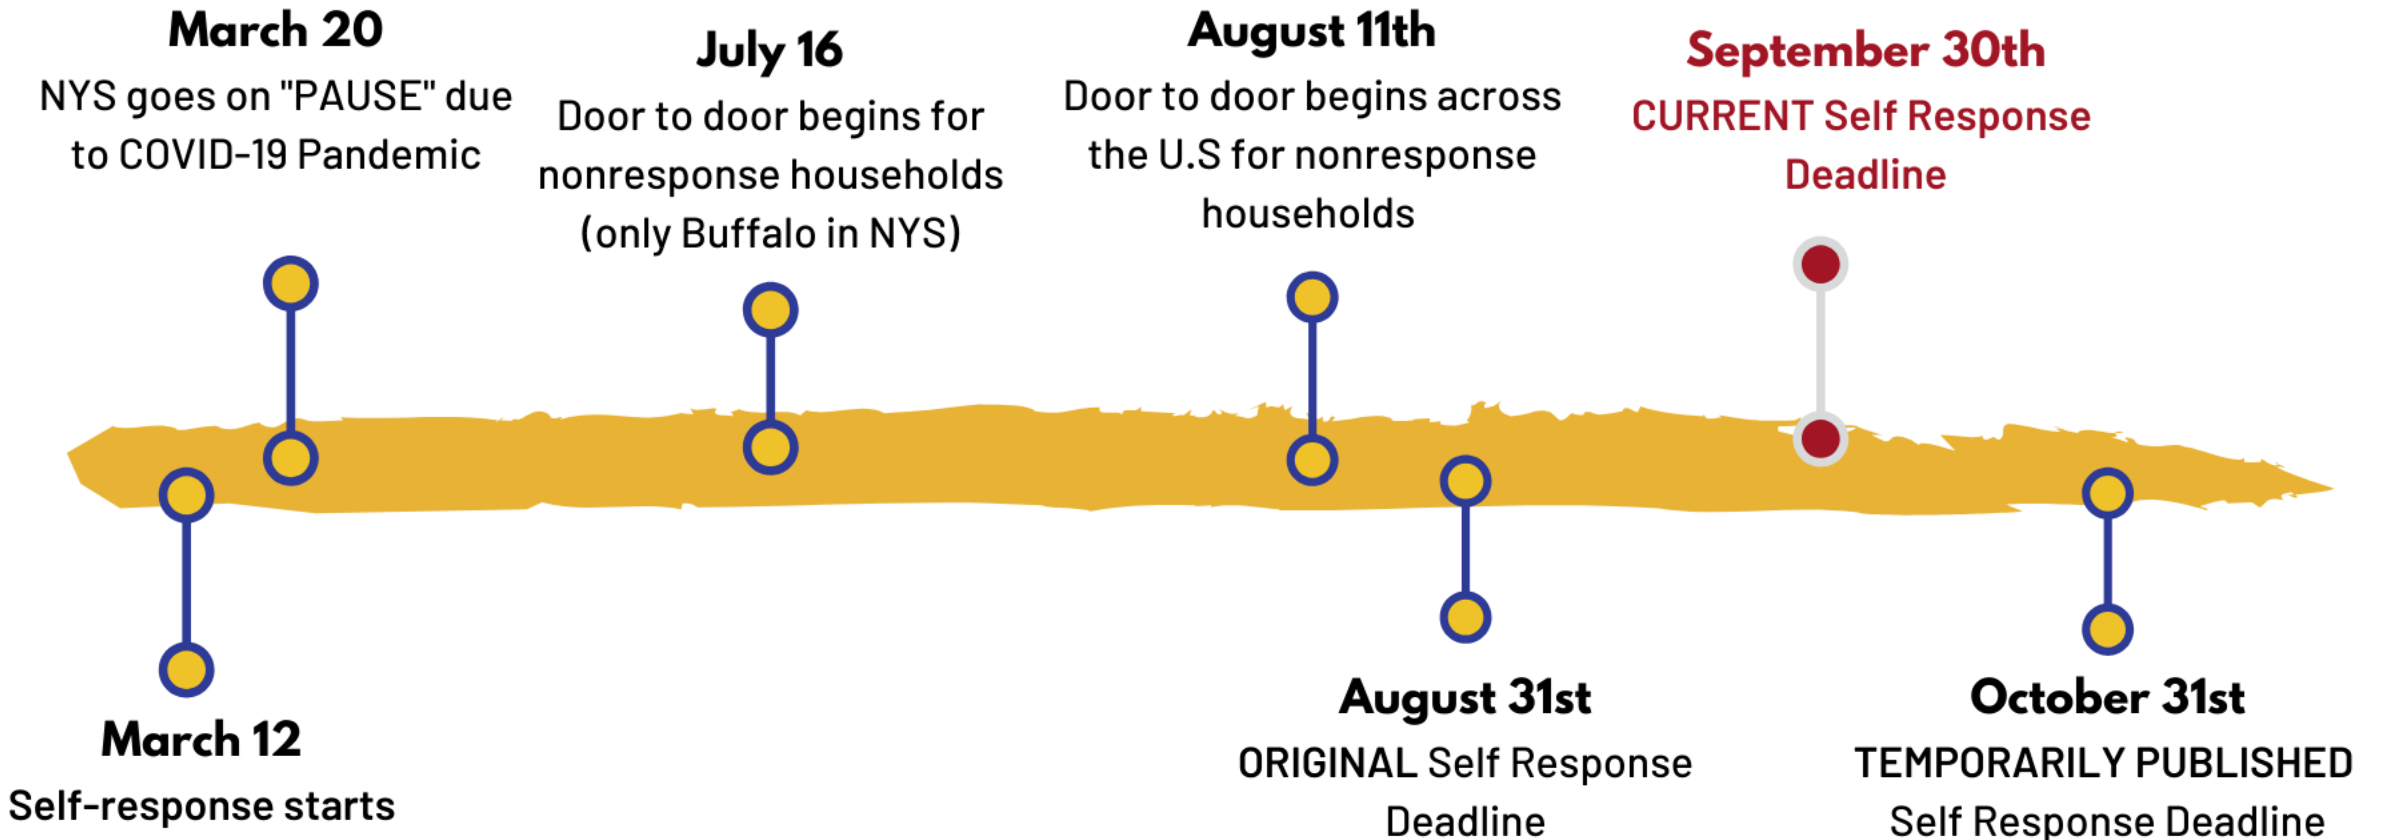 March 20
NYS goes on "PAUSE" due
to COVID-19 Pandemic
July 16
Door to door begins for
nonresponse households
(only Buffalo in NYS)
August 11th
Door to door begins across
the U.S for nonresponse
households
September 30th
CURRENT Self Response
Deadline
March 12
Self-response starts
August 31st
ORIGINAL Self Response
Deadline
October 31st
TEMPORARILY PUBLISHED
Self Response Deadline